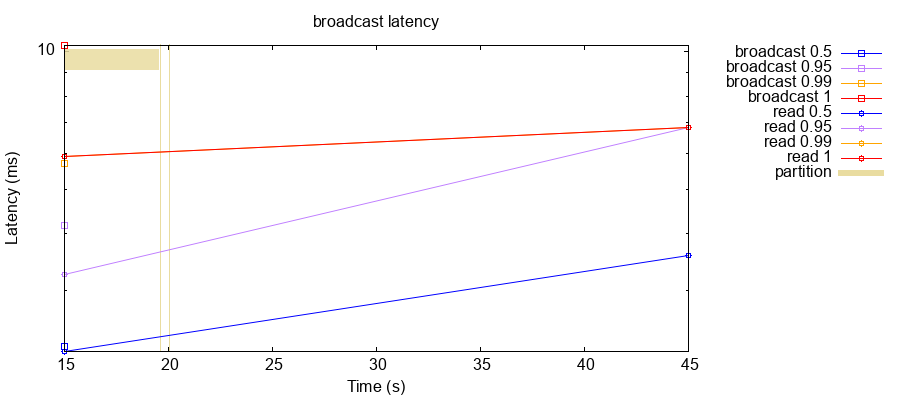 broadcast latency
10
Latency (ms)
15 20 25 30 35 40 45
Time (s)
broadcast 0.5
broadcast 0.95
broadcast 0.99
broadcast 1
read 0.5
read 0.95
read 0.99
read 1
partition